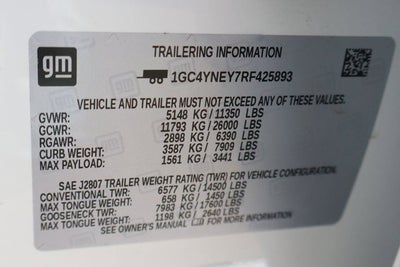 gm
TRAILERING INFORMATION
1GC4YNEY7RF425893
VEHICLE AND TRAILER MUST NOT EXCEED ANY OF THESE VALUES.
GVWR: 5148 KG / 11350 LBS
GCWR: 11793 KG / 26000 LBS
RGAWR: 2898 KG / 6390 LBS
CURB WEIGHT: 3587 KG / 7909 LBS
MAX PAYLOAD: 1561 KG / 3441 LBS
SAE J2807 TRAILER WEIGHT RATING (TWR) FOR VEHICLE CONFIGURATION.
CONVENTIONAL TWR: 6577 KG / 14500 LBS
MAX TONGUE WEIGHT: 658 KG / 1450 LBS
GOOSENECK TWR: 7983 KG / 17600 LBS
MAX TONGUE WEIGHT: 1198 KG / 2640 LBS
SEE OWNER'S MANUAL FOR MORE INFORMATION